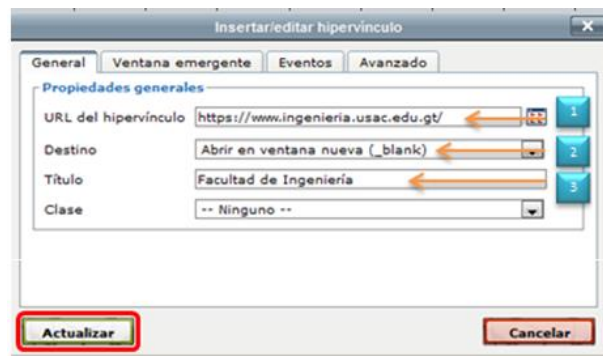 Insertar/editar hipervínculo
General Ventana emergente Eventos Avanzado
Propiedades generales
URL del hipervínculo https://www.ingenieria.usac.edu.gt/ 1
Destino Abrir en ventana nueva (_blank) 2
Título Facultad de Ingeniería 3
Clase -- Ninguno --
Actualizar Cancelar